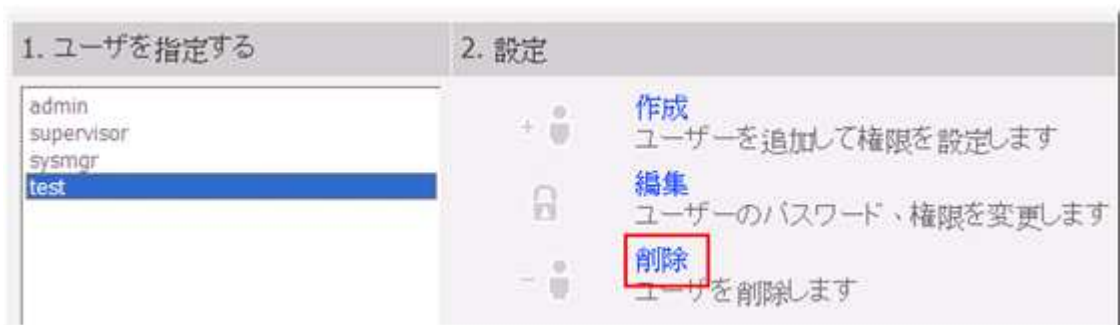 1. ユーザを指定する
admin
supervisor
sysmgr
test
2. 設定
作成
ユーザーを追加して権限を設定します
編集
ユーザーのパスワード、権限を変更します
削除
ユーザを削除します